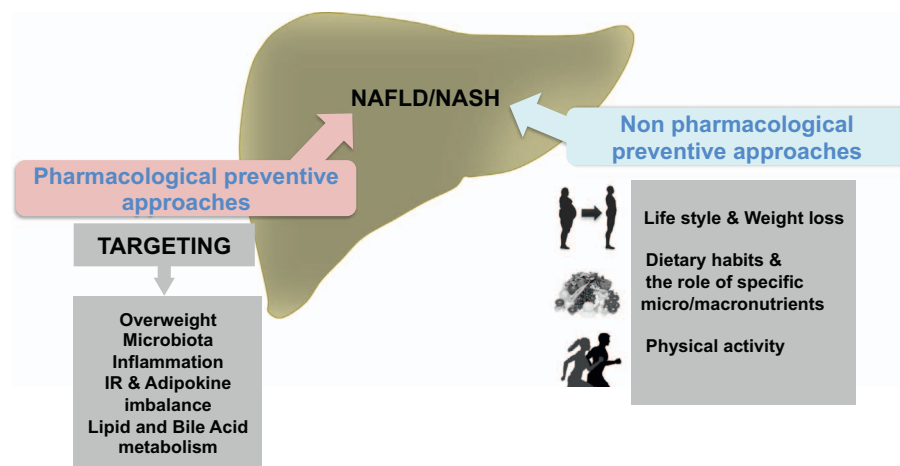 NAFLD/NASH
Pharmacological preventive
approaches
TARGETING
Overweight
Microbiota
Inflammation
IR & Adipokine
imbalance
Lipid and Bile Acid
metabolism
Non pharmacological
preventive approaches
Life style & Weight loss
Dietary habits &
the role of specific
micro/macronutrients
Physical activity